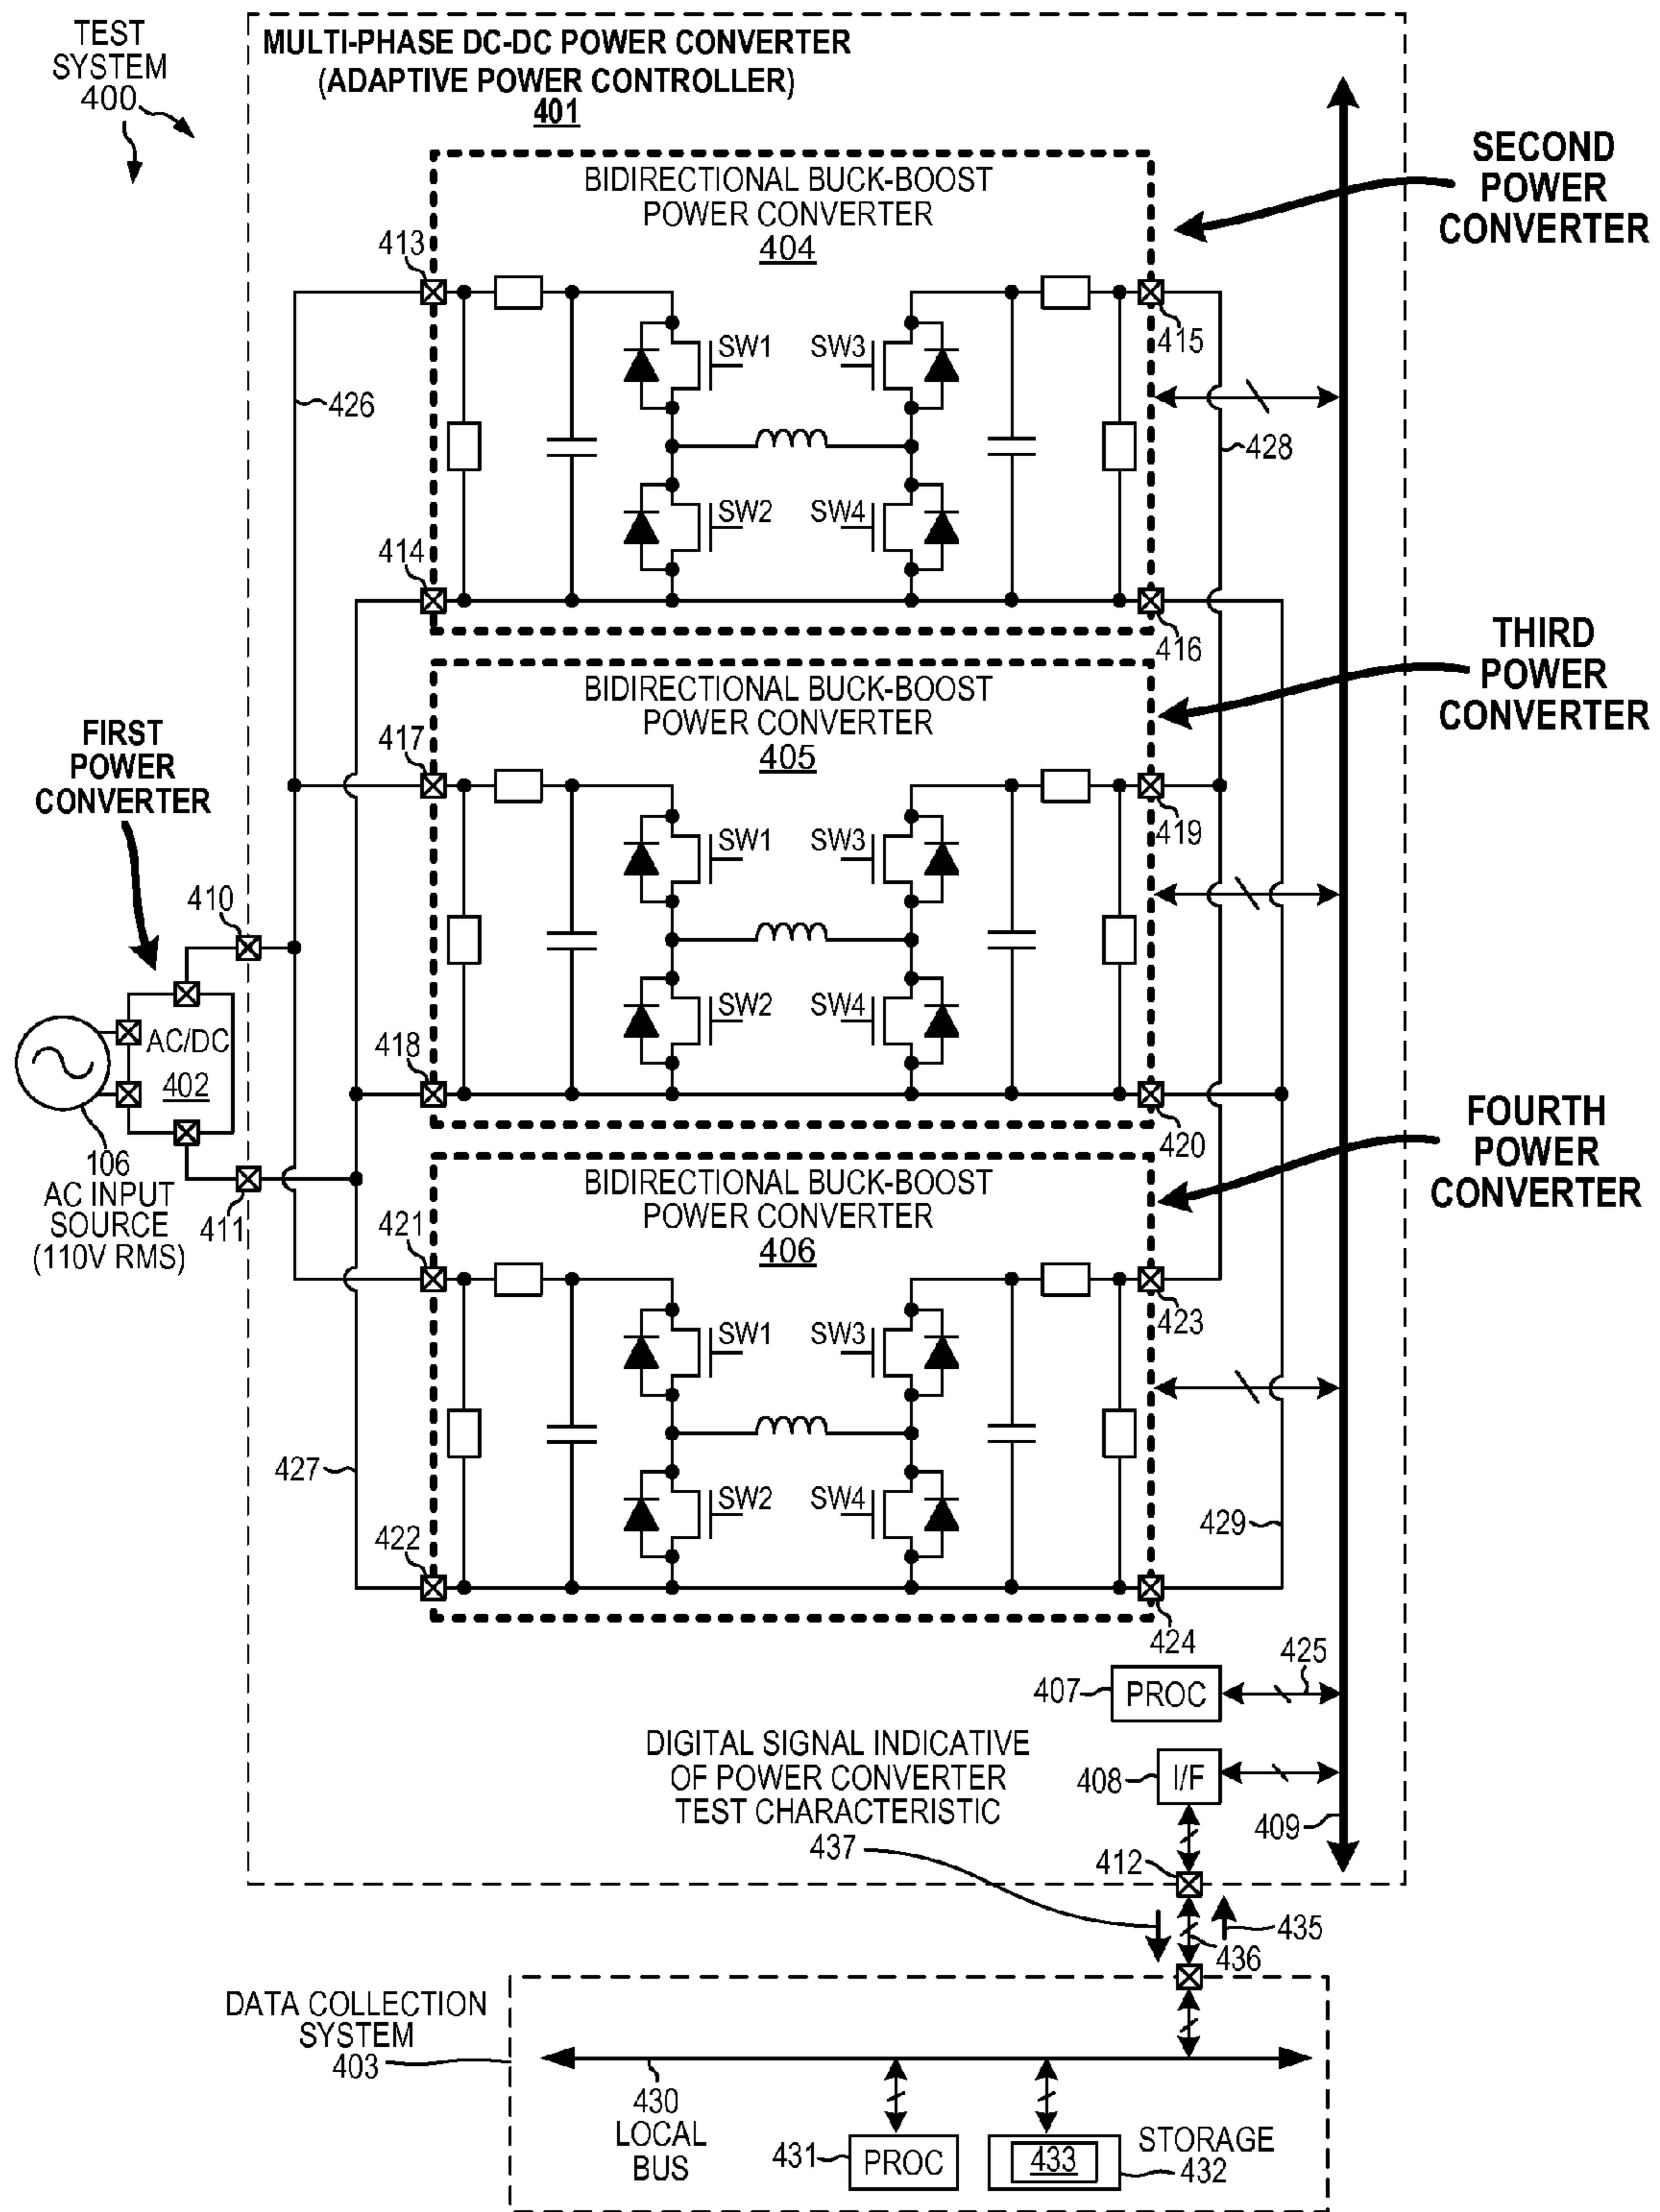 TEST
SYSTEM
400
MULTI-PHASE DC-DC POWER CONVERTER
(ADAPTIVE POWER CONTROLLER)
401
BIDIRECTIONAL BUCK-BOOST
POWER CONVERTER
404
SECOND
POWER
CONVERTER
413
SW1
SW3
415
426
428
SW2
SW4
414
416
BIDIRECTIONAL BUCK-BOOST
POWER CONVERTER
405
THIRD
POWER
CONVERTER
FIRST
POWER
CONVERTER
417
SW1
SW3
419
410
SW2
SW4
AC/DC
402
418
420
106
AC INPUT
SOURCE
(110V RMS)
411
BIDIRECTIONAL BUCK-BOOST
POWER CONVERTER
406
FOURTH
POWER
CONVERTER
421
SW1
SW3
423
427
SW2
SW4
429
422
424
425
407
PROC
DIGITAL SIGNAL INDICATIVE
OF POWER CONVERTER
TEST CHARACTERISTIC
437
408
I/F
409
412
435
436
DATA COLLECTION
SYSTEM
403
430
LOCAL
BUS
431
PROC
433
STORAGE
432